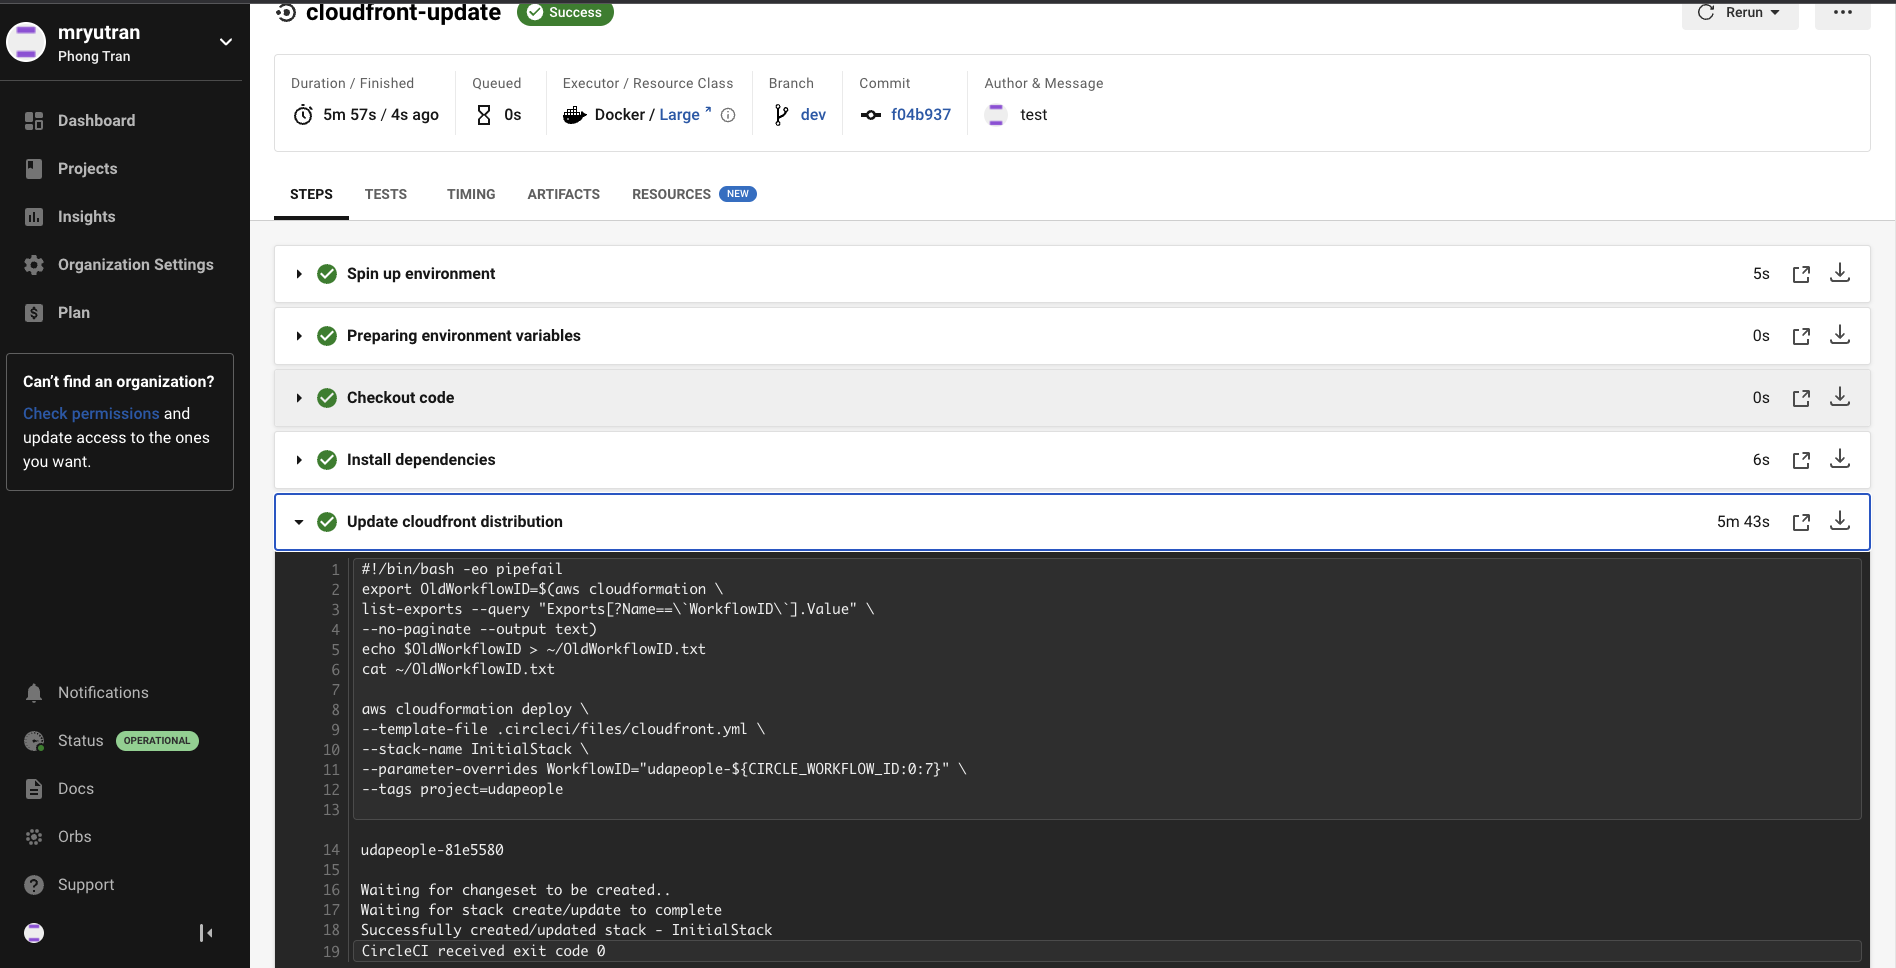 mryutran
Phong Tran
Dashboard
Projects
Insights
Organization Settings
Plan
Can't find an organization?
Check permissions and
update access to the ones
you want.
Notifications
Status OPERATIONAL
Docs
Orbs
Support
cloudfront-update Success
Rerun
Duration / Finished
5m 57s / 4s ago
Queued
0s
Executor / Resource Class
Docker / Large
Branch
dev
Commit
f04b937
Author & Message
test
STEPS TESTS TIMING ARTIFACTS RESOURCES NEW
Spin up environment 5s
Preparing environment variables 0s
Checkout code 0s
Install dependencies 6s
Update cloudfront distribution 5m 43s
1 #!/bin/bash -eo pipefail
2 export OldWorkflowID=$(aws cloudformation \
3 list-exports --query "Exports[?Name==\`WorkflowID\`].Value" \
4 --no-paginate --output text)
5 echo $OldWorkflowID > ~/OldWorkflowID.txt
6 cat ~/OldWorkflowID.txt
7
8 aws cloudformation deploy \
9 --template-file .circleci/files/cloudfront.yml \
10 --stack-name InitialStack \
11 --parameter-overrides WorkflowID="udapeople-${CIRCLE_WORKFLOW_ID:0:7}" \
12 --tags project=udapeople
13
14 udapeople-81e5580
15
16 Waiting for changeset to be created..
17 Waiting for stack create/update to complete
18 Successfully created/updated stack - InitialStack
19 CircleCI received exit code 0